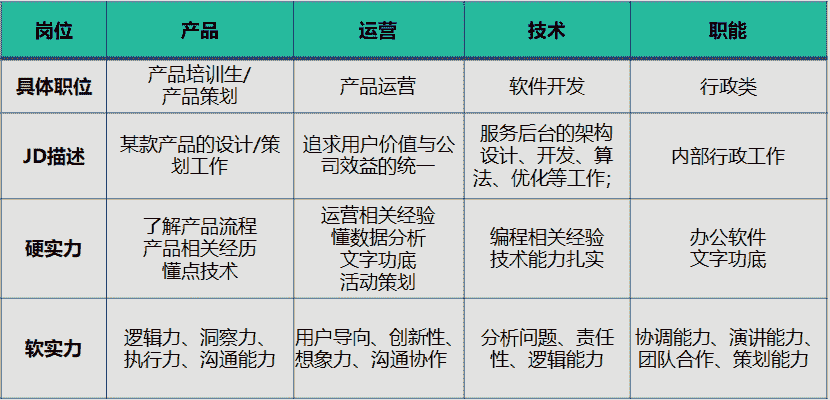 岗位 产品 运营 技术 职能
具体职位
产品培训生/
产品策划
产品运营
软件开发
行政类
JD描述
某款产品的设计/策
划工作
追求用户价值与公
司效益的统一
服务后台的架构
设计、开发、算
法、优化等工作；
内部行政工作
硬实力
了解产品流程
产品相关经历
懂点技术
运营相关经验
懂数据分析
文字功底
活动策划
编程相关经验
技术能力扎实
办公软件
文字功底
软实力
逻辑力、洞察力、
执行力、沟通能力
用户导向、创新性、
想象力、沟通协作
分析问题、责任
性、逻辑能力
协调能力、演讲能力、
团队合作、策划能力